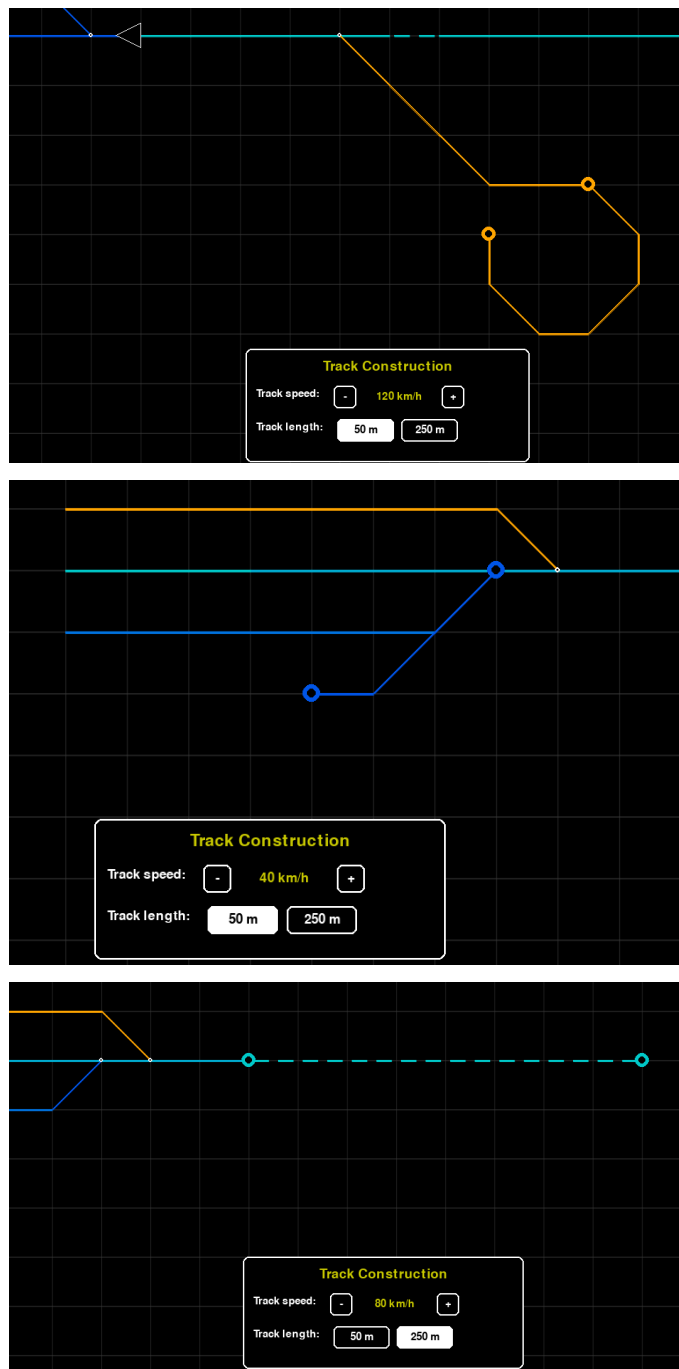 Track Construction
Track speed: - 120 km/h +
Track length: 50 m 250 m
Track Construction
Track speed: - 40 km/h +
Track length: 50 m 250 m
Track Construction
Track speed: - 80 km/h +
Track length: 50 m 250 m